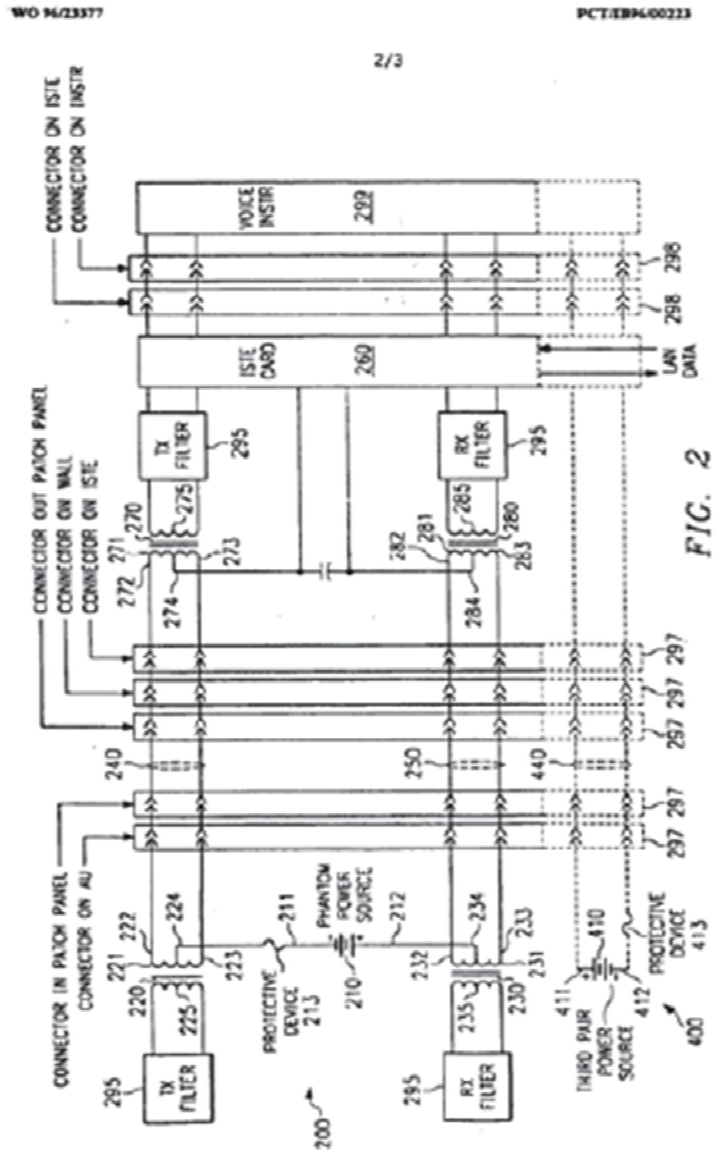 WO 96/23377
PCT/IB96/00223
2/3
CONNECTOR ON ISTE
CONNECTOR ON INSTR
CONNECTOR OUT PATCH PANEL
CONNECTOR ON WALL
CONNECTOR ON ISTE
CONNECTOR IN PATCH PANEL
CONNECTOR ON AU
295
TX
FILTER
220
221
222
225
224
223
240
272
271
270
274
273
275
TX
FILTER
295
ISTE
CARD
260
VOICE
INSTR
299
PROTECTIVE
DEVICE
213
211
PHANTOM
POWER
SOURCE
210
212
200
295
RX
FILTER
232
234
235
233
230
231
250
282
281
285
284
280
283
RX
FILTER
295
411
410
THIRD PAIR
POWER
SOURCE
412
PROTECTIVE
DEVICE
413
440
400
297
297
297
297
297
LAN
DATA
298
298
FIG. 2